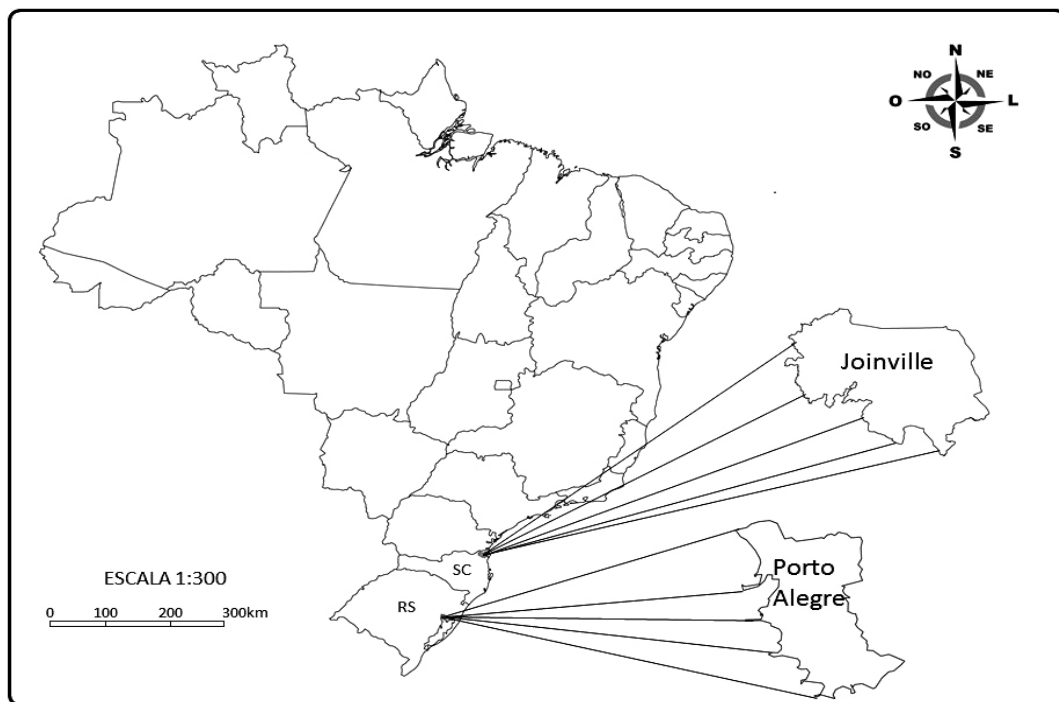 N
NO NE
O L
SO SE
S
Joinville
SC
ESCALA 1:300
RS
0 100 200 300km
Porto
Alegre